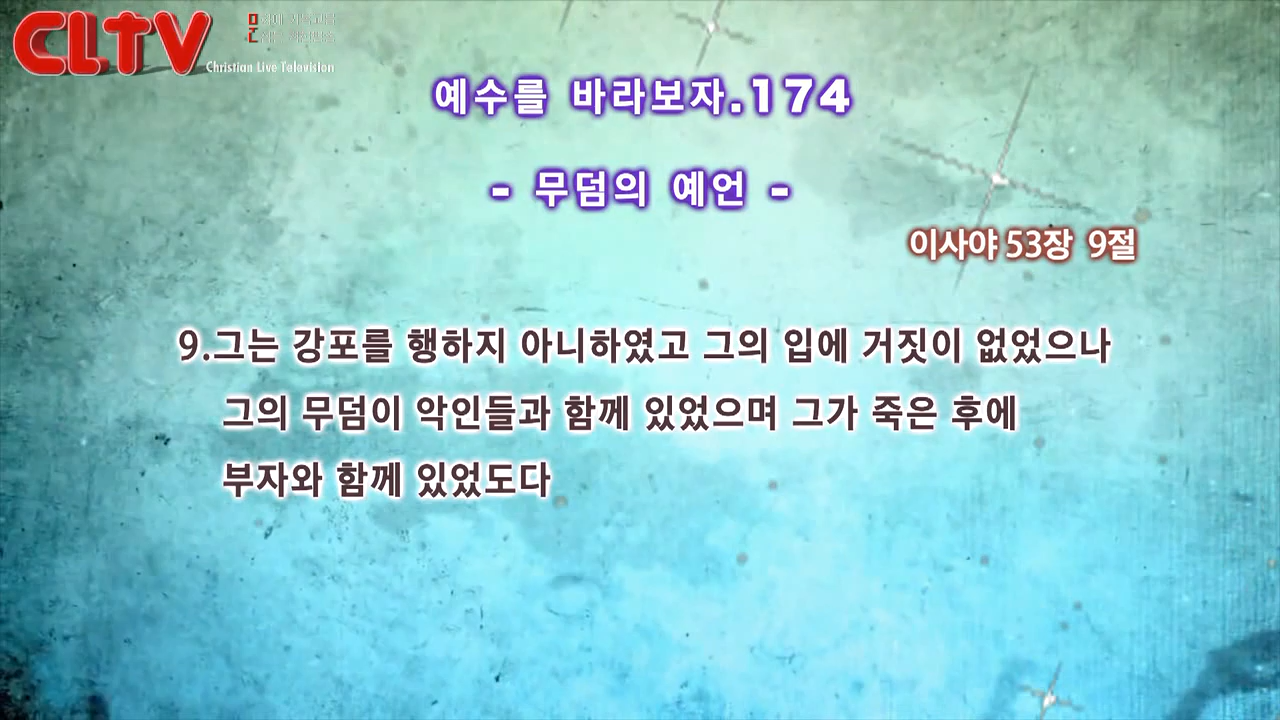 CLTV
Christian Live Television
예수를 바라보자.174
- 무덤의 예언 -
이사야 53장 9절
9.그는 강포를 행하지 아니하였고 그의 입에 거짓이 없었으나
그의 무덤이 악인들과 함께 있었으며 그가 죽은 후에
부자와 함께 있었도다